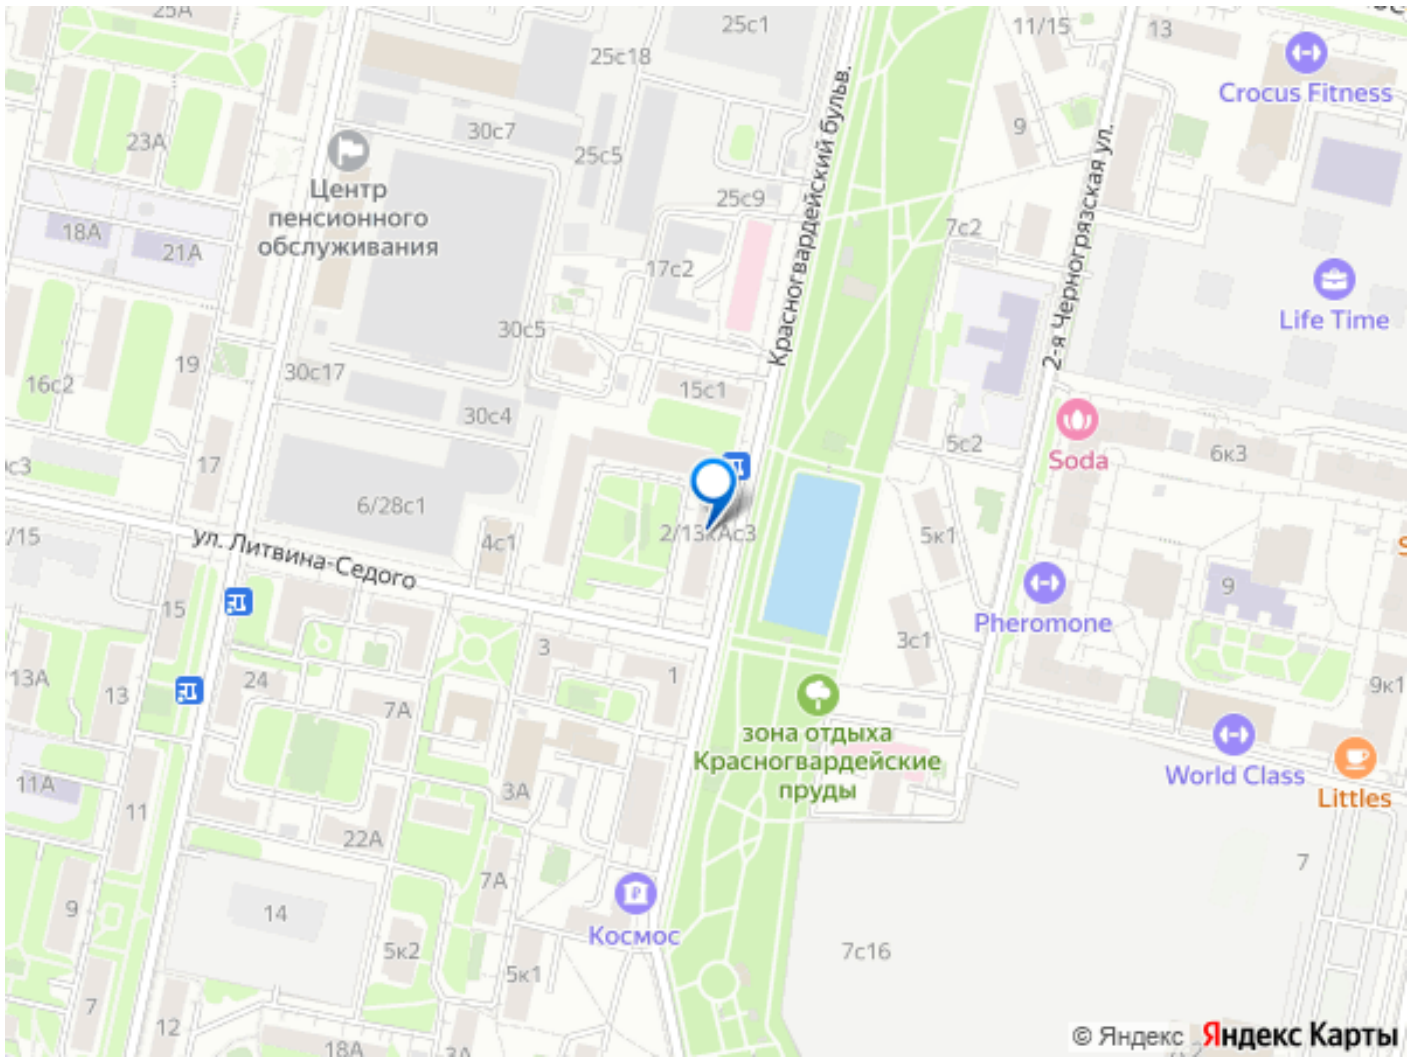 25А
25с1
11/15
13
25с18
Crocus Fitness
23А
30с7
25с5
9
Центр
пенсионного
обслуживания
25с9
Красногвардейский бульв.
2-я Черногрязская ул.
18А
21А
7с2
17с2
Life Time
30с5
19
30с17
16с2
15с1
30с4
5с2
Soda
6к3
17
6/28с1
2/13кАс3
4с1
5к1
/15
ул. Литвина-Седого
9
15
Pheromone
3
3с1
1
13А
13
24
7А
9к1
зона отдыха
Красногвардейские
пруды
World Class
11А
3А
Littles
11
22А
7
7А
9
14
Космос
5к2
5к1
7с16
7
12
18А
3А
© Яндекс Яндекс Карты